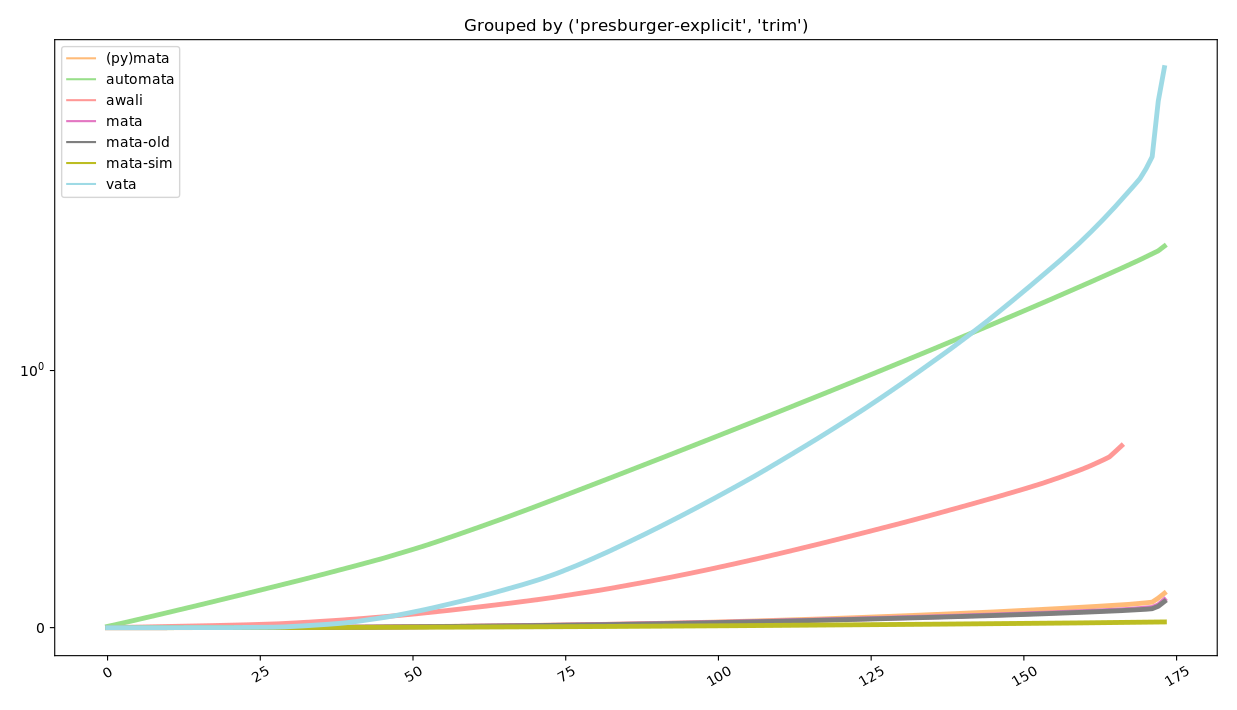 Grouped by ('presburger-explicit', 'trim')
(py)mata
automata
awali
mata
mata-old
mata-sim
vata
10⁰
0
0 25 50 75 100 125 150 175